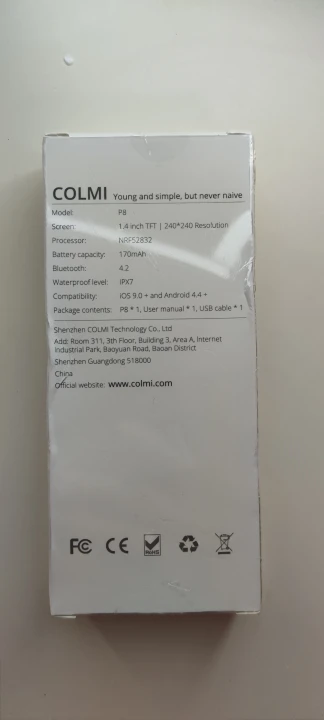 COLMI Young and simple, but never naive
Model: P8
Screen: 1.4 inch TFT | 240*240 Resolution
Processor: NRF52832
Battery capacity: 170mAh
Bluetooth: 4.2
Waterproof level: IPX7
Compatibility: iOS 9.0 + and Android 4.4 +
Package contents: P8 * 1, User manual * 1, USB cable * 1
Shenzhen COLMI Technology Co., Ltd
Add: Room 311, 3th Floor, Building 3, Area A, Internet
Industrial Park, Baoyuan Road, Baoan District
Shenzhen Guangdong 518000
China
Official website: www.colmi.com
FC CE RoHS